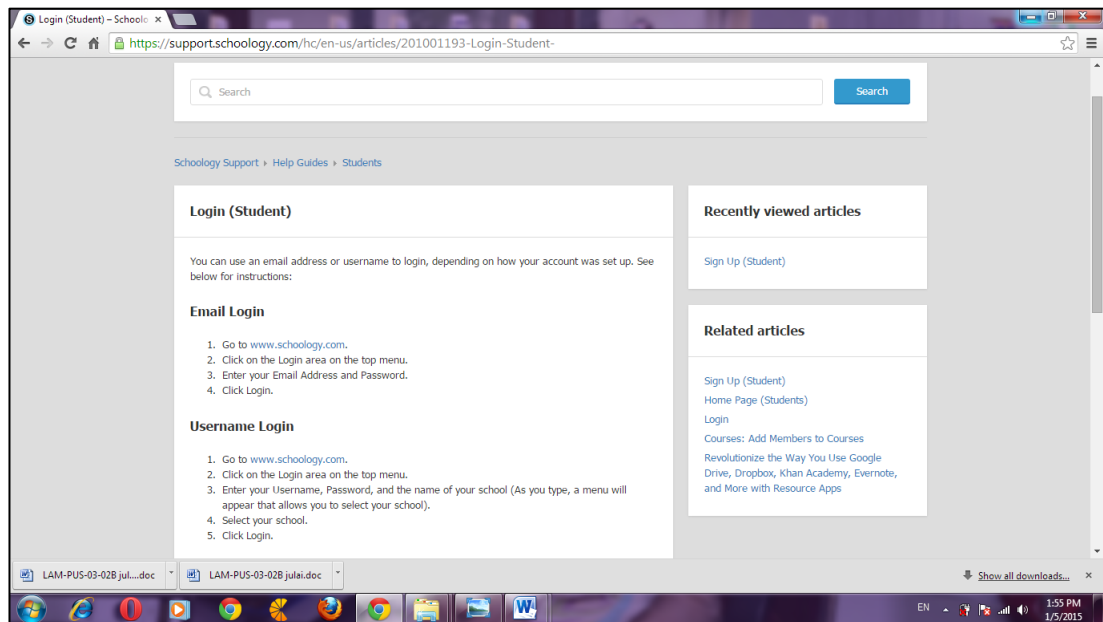 Login (Student) – Schoolo
https://support.schoology.com/hc/en-us/articles/201001193-Login-Student-
Search
Search
Schoology Support › Help Guides › Students
Login (Student)
You can use an email address or username to login, depending on how your account was set up. See
below for instructions:
Email Login
1. Go to www.schoology.com.
2. Click on the Login area on the top menu.
3. Enter your Email Address and Password.
4. Click Login.
Username Login
1. Go to www.schoology.com.
2. Click on the Login area on the top menu.
3. Enter your Username, Password, and the name of your school (As you type, a menu will
appear that allows you to select your school).
4. Select your school.
5. Click Login.
Recently viewed articles
Sign Up (Student)
Related articles
Sign Up (Student)
Home Page (Students)
Login
Courses: Add Members to Courses
Revolutionize the Way You Use Google
Drive, Dropbox, Khan Academy, Evernote,
and More with Resource Apps
LAM-PUS-03-02B jul....doc
LAM-PUS-03-02B julai.doc
Show all downloads...
EN
1:55 PM
1/5/2015